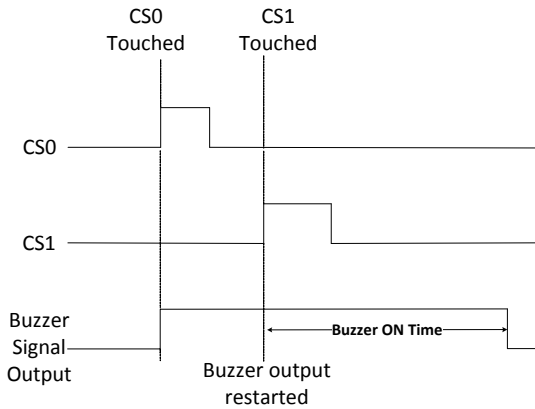 CS0
Touched
CS1
Touched
CS0
CS1
Buzzer
Signal
Output
Buzzer ON Time
Buzzer output
restarted